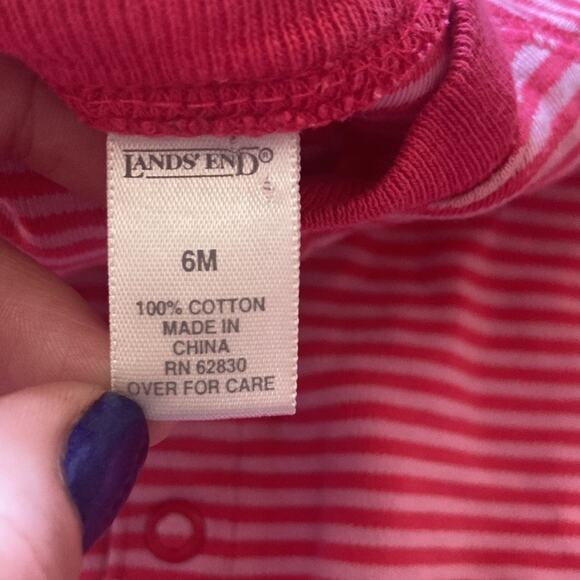 LANDS' END®
6M
100% COTTON
MADE IN
CHINA
RN 62830
OVER FOR CARE